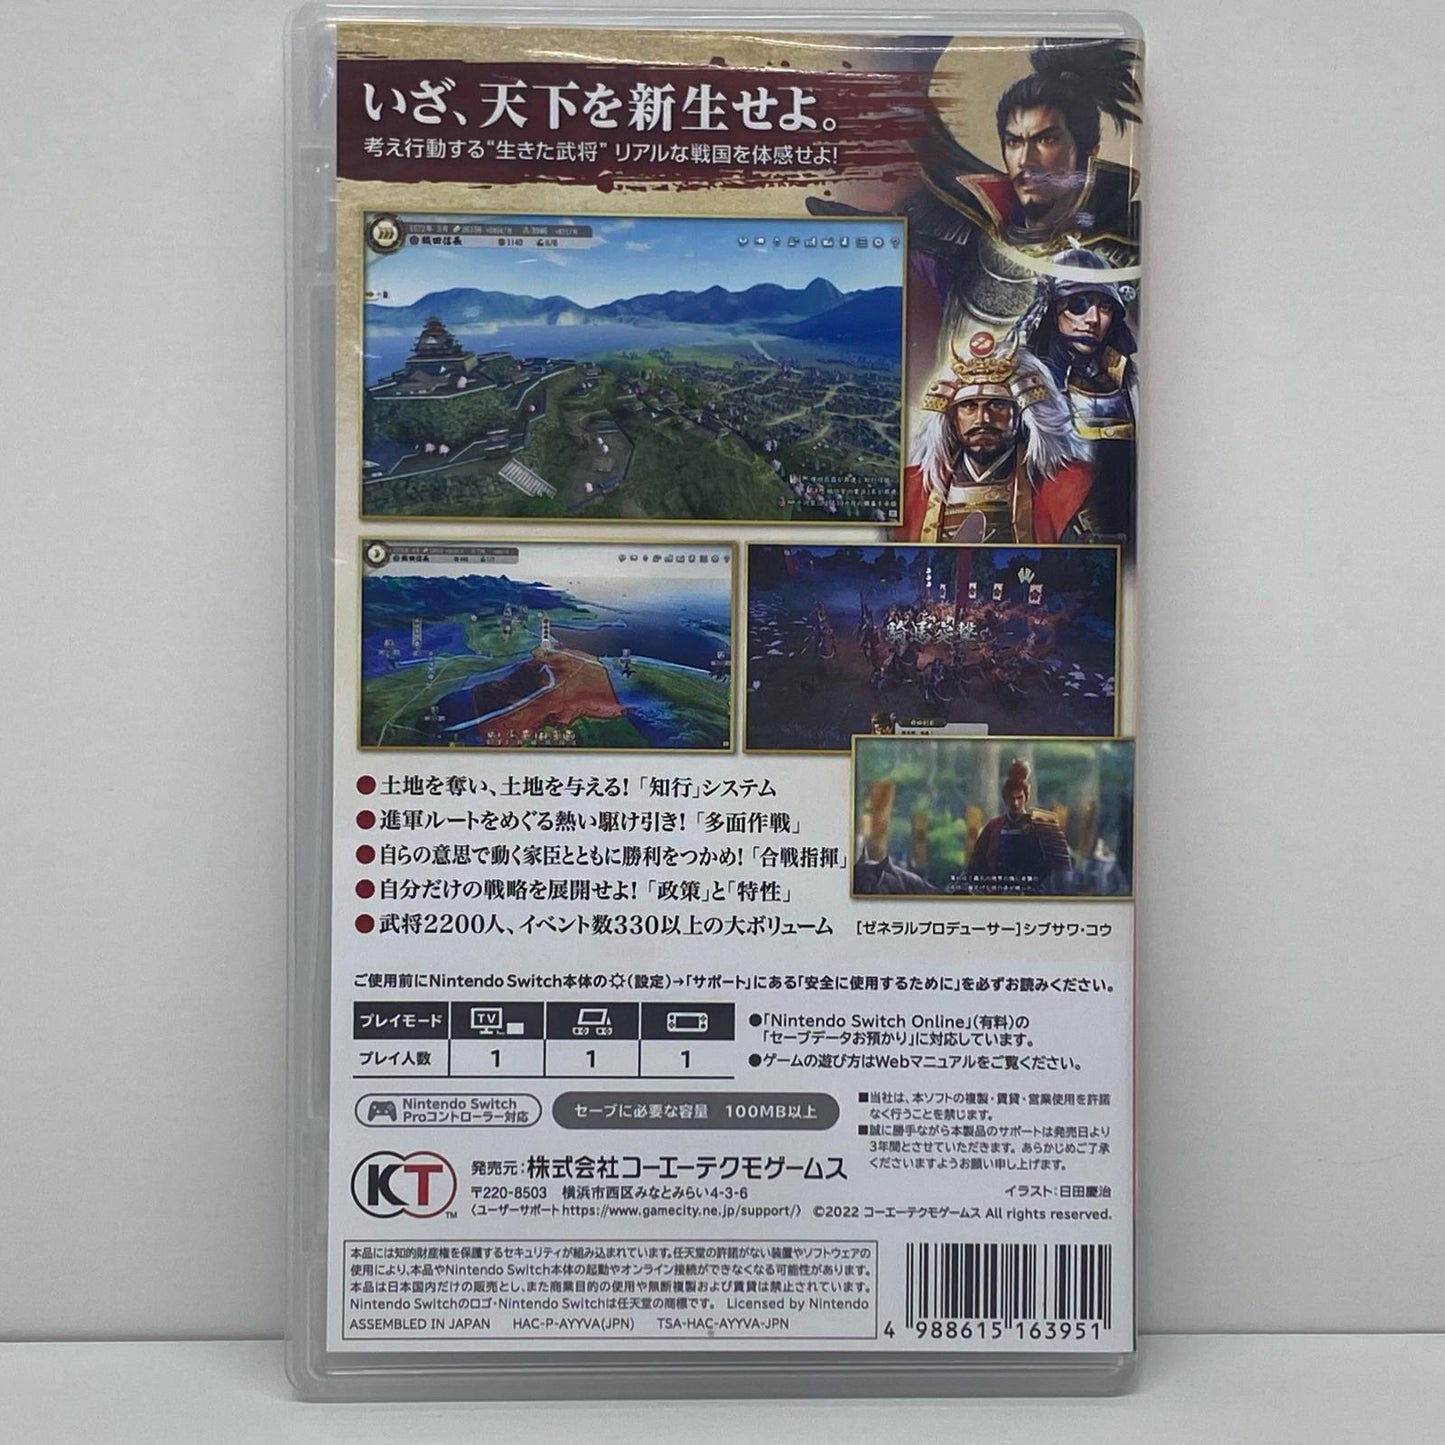 いざ、天下を新生せよ。
考え行動する“生きた武将” リアルな戦国を体感せよ!
織田信長
騎馬突撃
●土地を奪い、土地を与える!「知行」システム
●進軍ルートをめぐる熱い駆け引き!「多面作戦」
●自らの意思で動く家臣とともに勝利をつかめ!「合戦指揮」
●自分だけの戦略を展開せよ!「政策」と「特性」
●武将2200人、イベント数330以上の大ボリューム
[ゼネラルプロデューサー]シブサワ・コウ
ご使用前にNintendo Switch本体の(設定)→「サポート」にある「安全に使用するために」を必ずお読みください。
プレイモード TV
プレイ人数 1 1 1
●「Nintendo Switch Online」(有料)の
「セーブデータお預かり」に対応しています。
●ゲームの遊び方はWebマニュアルをご覧ください。
Nintendo Switch
Proコントローラー対応
セーブに必要な容量 100MB以上
■当社は、本ソフトの複製・賃貸・営業使用を許諾
なく行うことを禁じます。
■誠に勝手ながら本製品のサポートは発売日より
3年間とさせていただきます。あらかじめご了承
くださいますようお願い申し上げます。
KT
TM
発売元:株式会社コーエーテクモゲームス
〒220-8503 横浜市西区みなとみらい4-3-6
〈ユーザーサポート https://www.gamecity.ne.jp/support/〉
イラスト:日田慶治
©2022 コーエーテクモゲームス All rights reserved.
本品には知的財産権を保護するセキュリティが組み込まれています。任天堂の許諾がない装置やソフトウェアの
使用により、本品やNintendo Switch本体の起動やオンライン接続ができなくなる可能性があります。
本品は日本国内だけの販売とし、また商業目的の使用や無断複製および賃貸は禁止されています。
Nintendo Switchのロゴ・Nintendo Switchは任天堂の商標です。 Licensed by Nintendo
ASSEMBLED IN JAPAN HAC-P-AYYVA(JPN) TSA-HAC-AYYVA-JPN
4 988615 163951